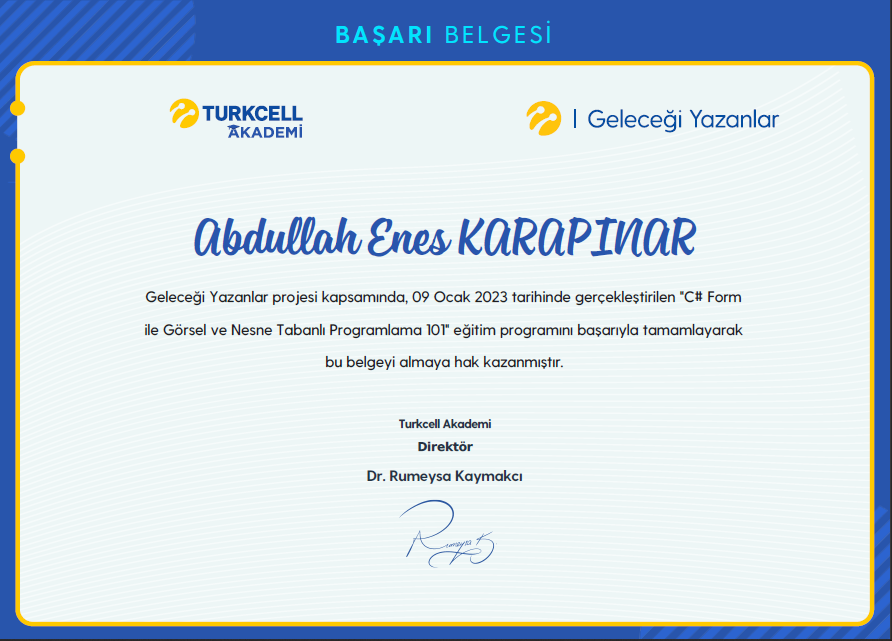 BAŞARI BELGESİ
TURKCELL
AKADEMİ
| Geleceği Yazanlar
Abdullah Enes KARAPINAR
Geleceği Yazanlar projesi kapsamında, 09 Ocak 2023 tarihinde gerçekleştirilen "C# Form
ile Görsel ve Nesne Tabanlı Programlama 101" eğitim programını başarıyla tamamlayarak
bu belgeyi almaya hak kazanmıştır.
Turkcell Akademi
Direktör
Dr. Rumeysa Kaymakcı
Rumeysa K